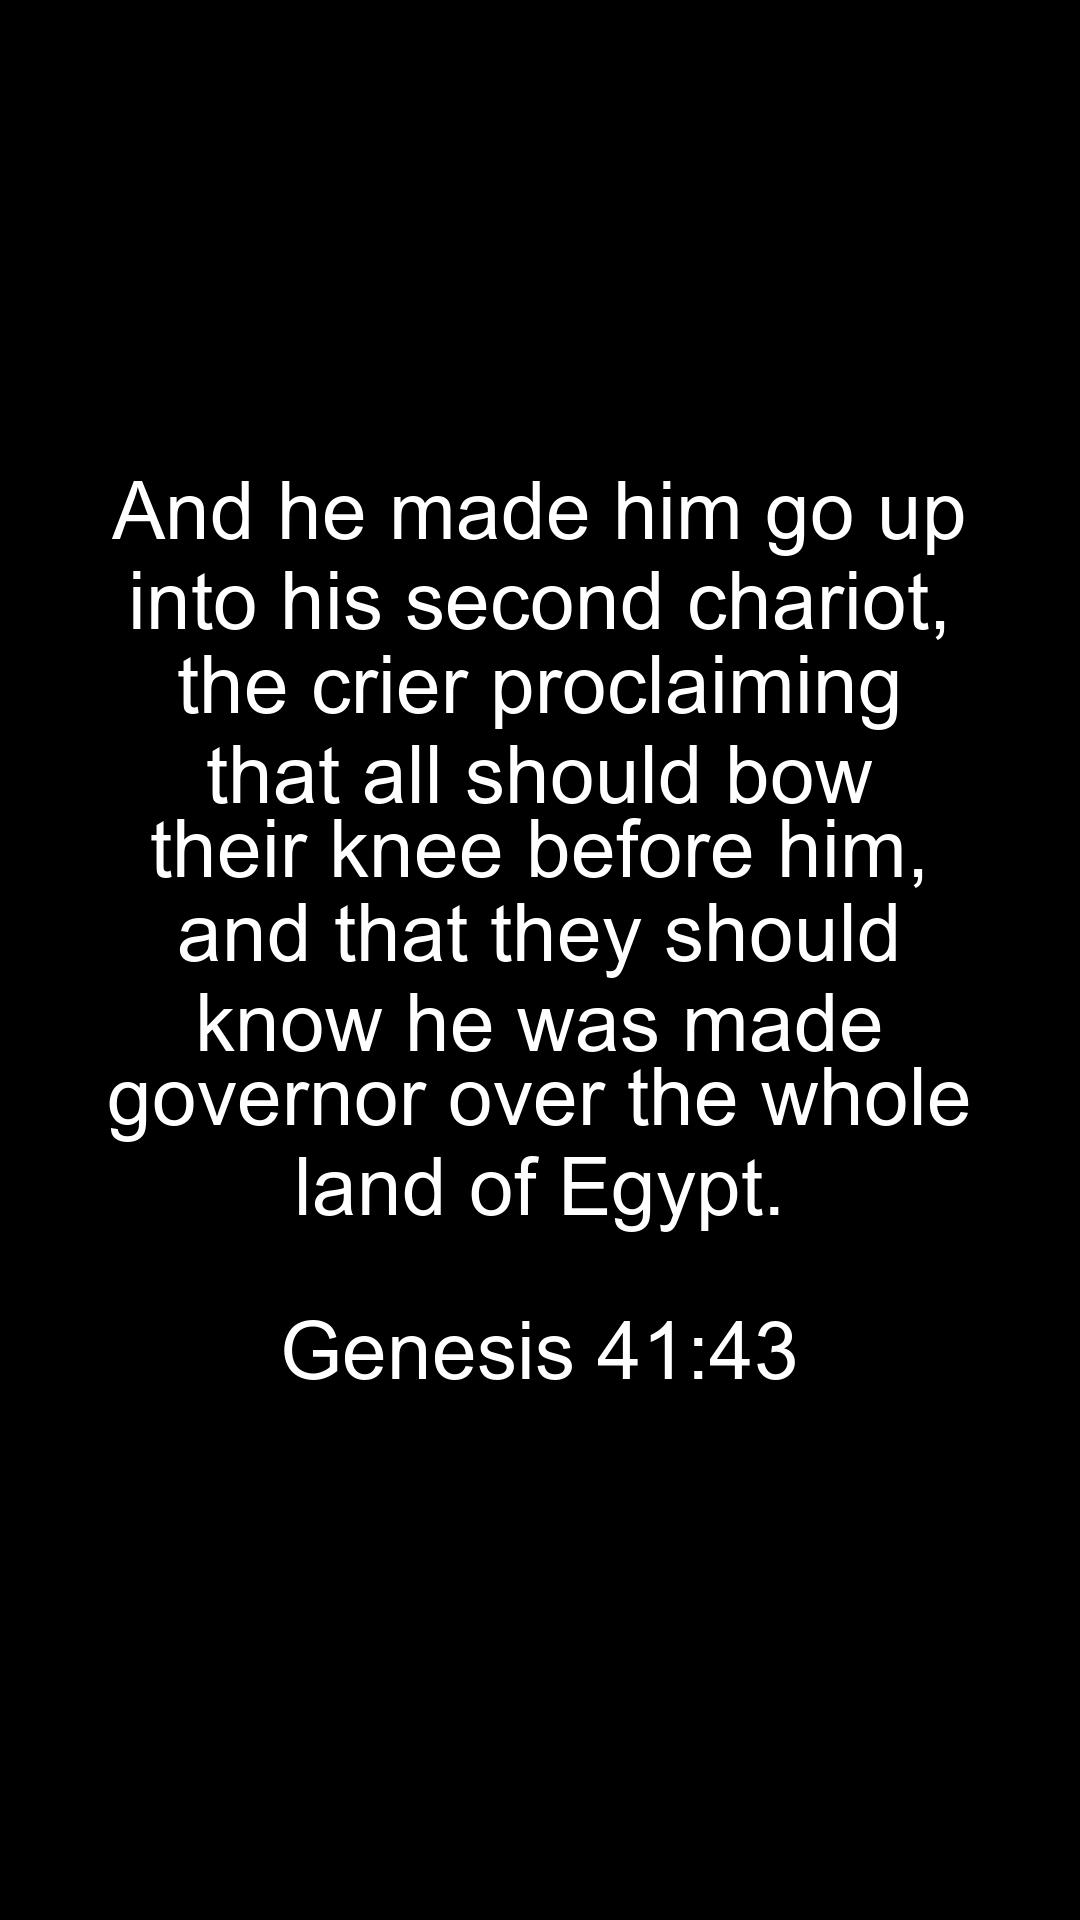 And he made him go up
into his second chariot,
the crier proclaiming
that all should bow
their knee before him,
and that they should
know he was made
governor over the whole
land of Egypt.
Genesis 41:43